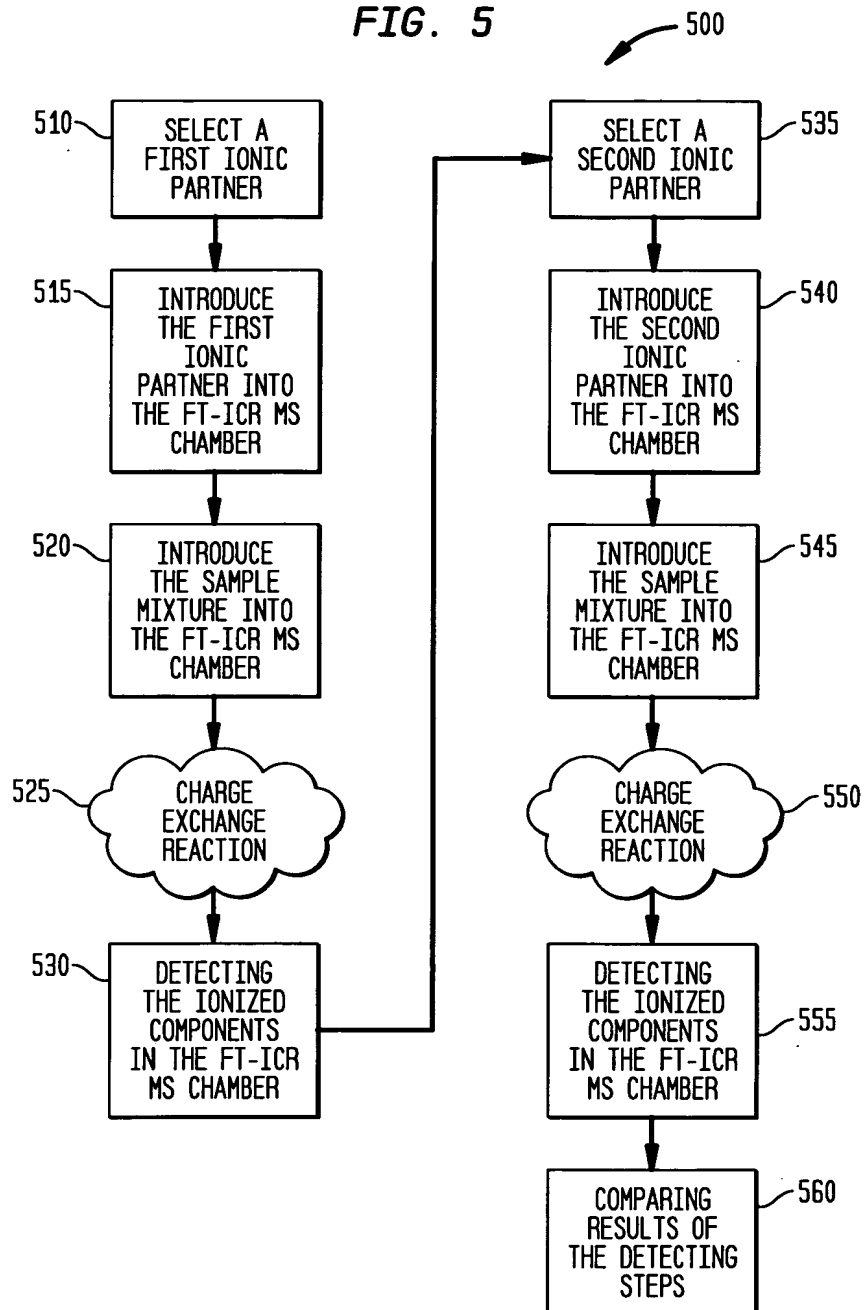 FIG. 5
500
510
SELECT A
FIRST IONIC
PARTNER
515
INTRODUCE
THE FIRST
IONIC
PARTNER INTO
THE FT-ICR MS
CHAMBER
520
INTRODUCE
THE SAMPLE
MIXTURE INTO
THE FT-ICR MS
CHAMBER
525
CHARGE
EXCHANGE
REACTION
530
DETECTING
THE IONIZED
COMPONENTS
IN THE FT-ICR
MS CHAMBER
535
SELECT A
SECOND IONIC
PARTNER
540
INTRODUCE
THE SECOND
IONIC
PARTNER INTO
THE FT-ICR MS
CHAMBER
545
INTRODUCE
THE SAMPLE
MIXTURE INTO
THE FT-ICR MS
CHAMBER
550
CHARGE
EXCHANGE
REACTION
555
DETECTING
THE IONIZED
COMPONENTS
IN THE FT-ICR
MS CHAMBER
560
COMPARING
RESULTS OF
THE DETECTING
STEPS